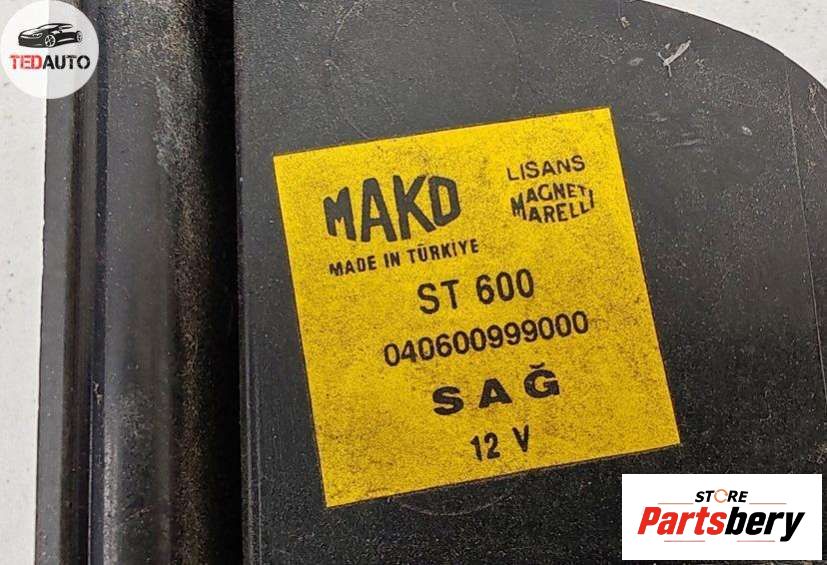 TEDAUTO
MAKO
LISANS
MAGNETI
MARELLI
MADE IN TÜRKIYE
ST 600
040600999000
SAĞ
12 V
STORE
Partsbery